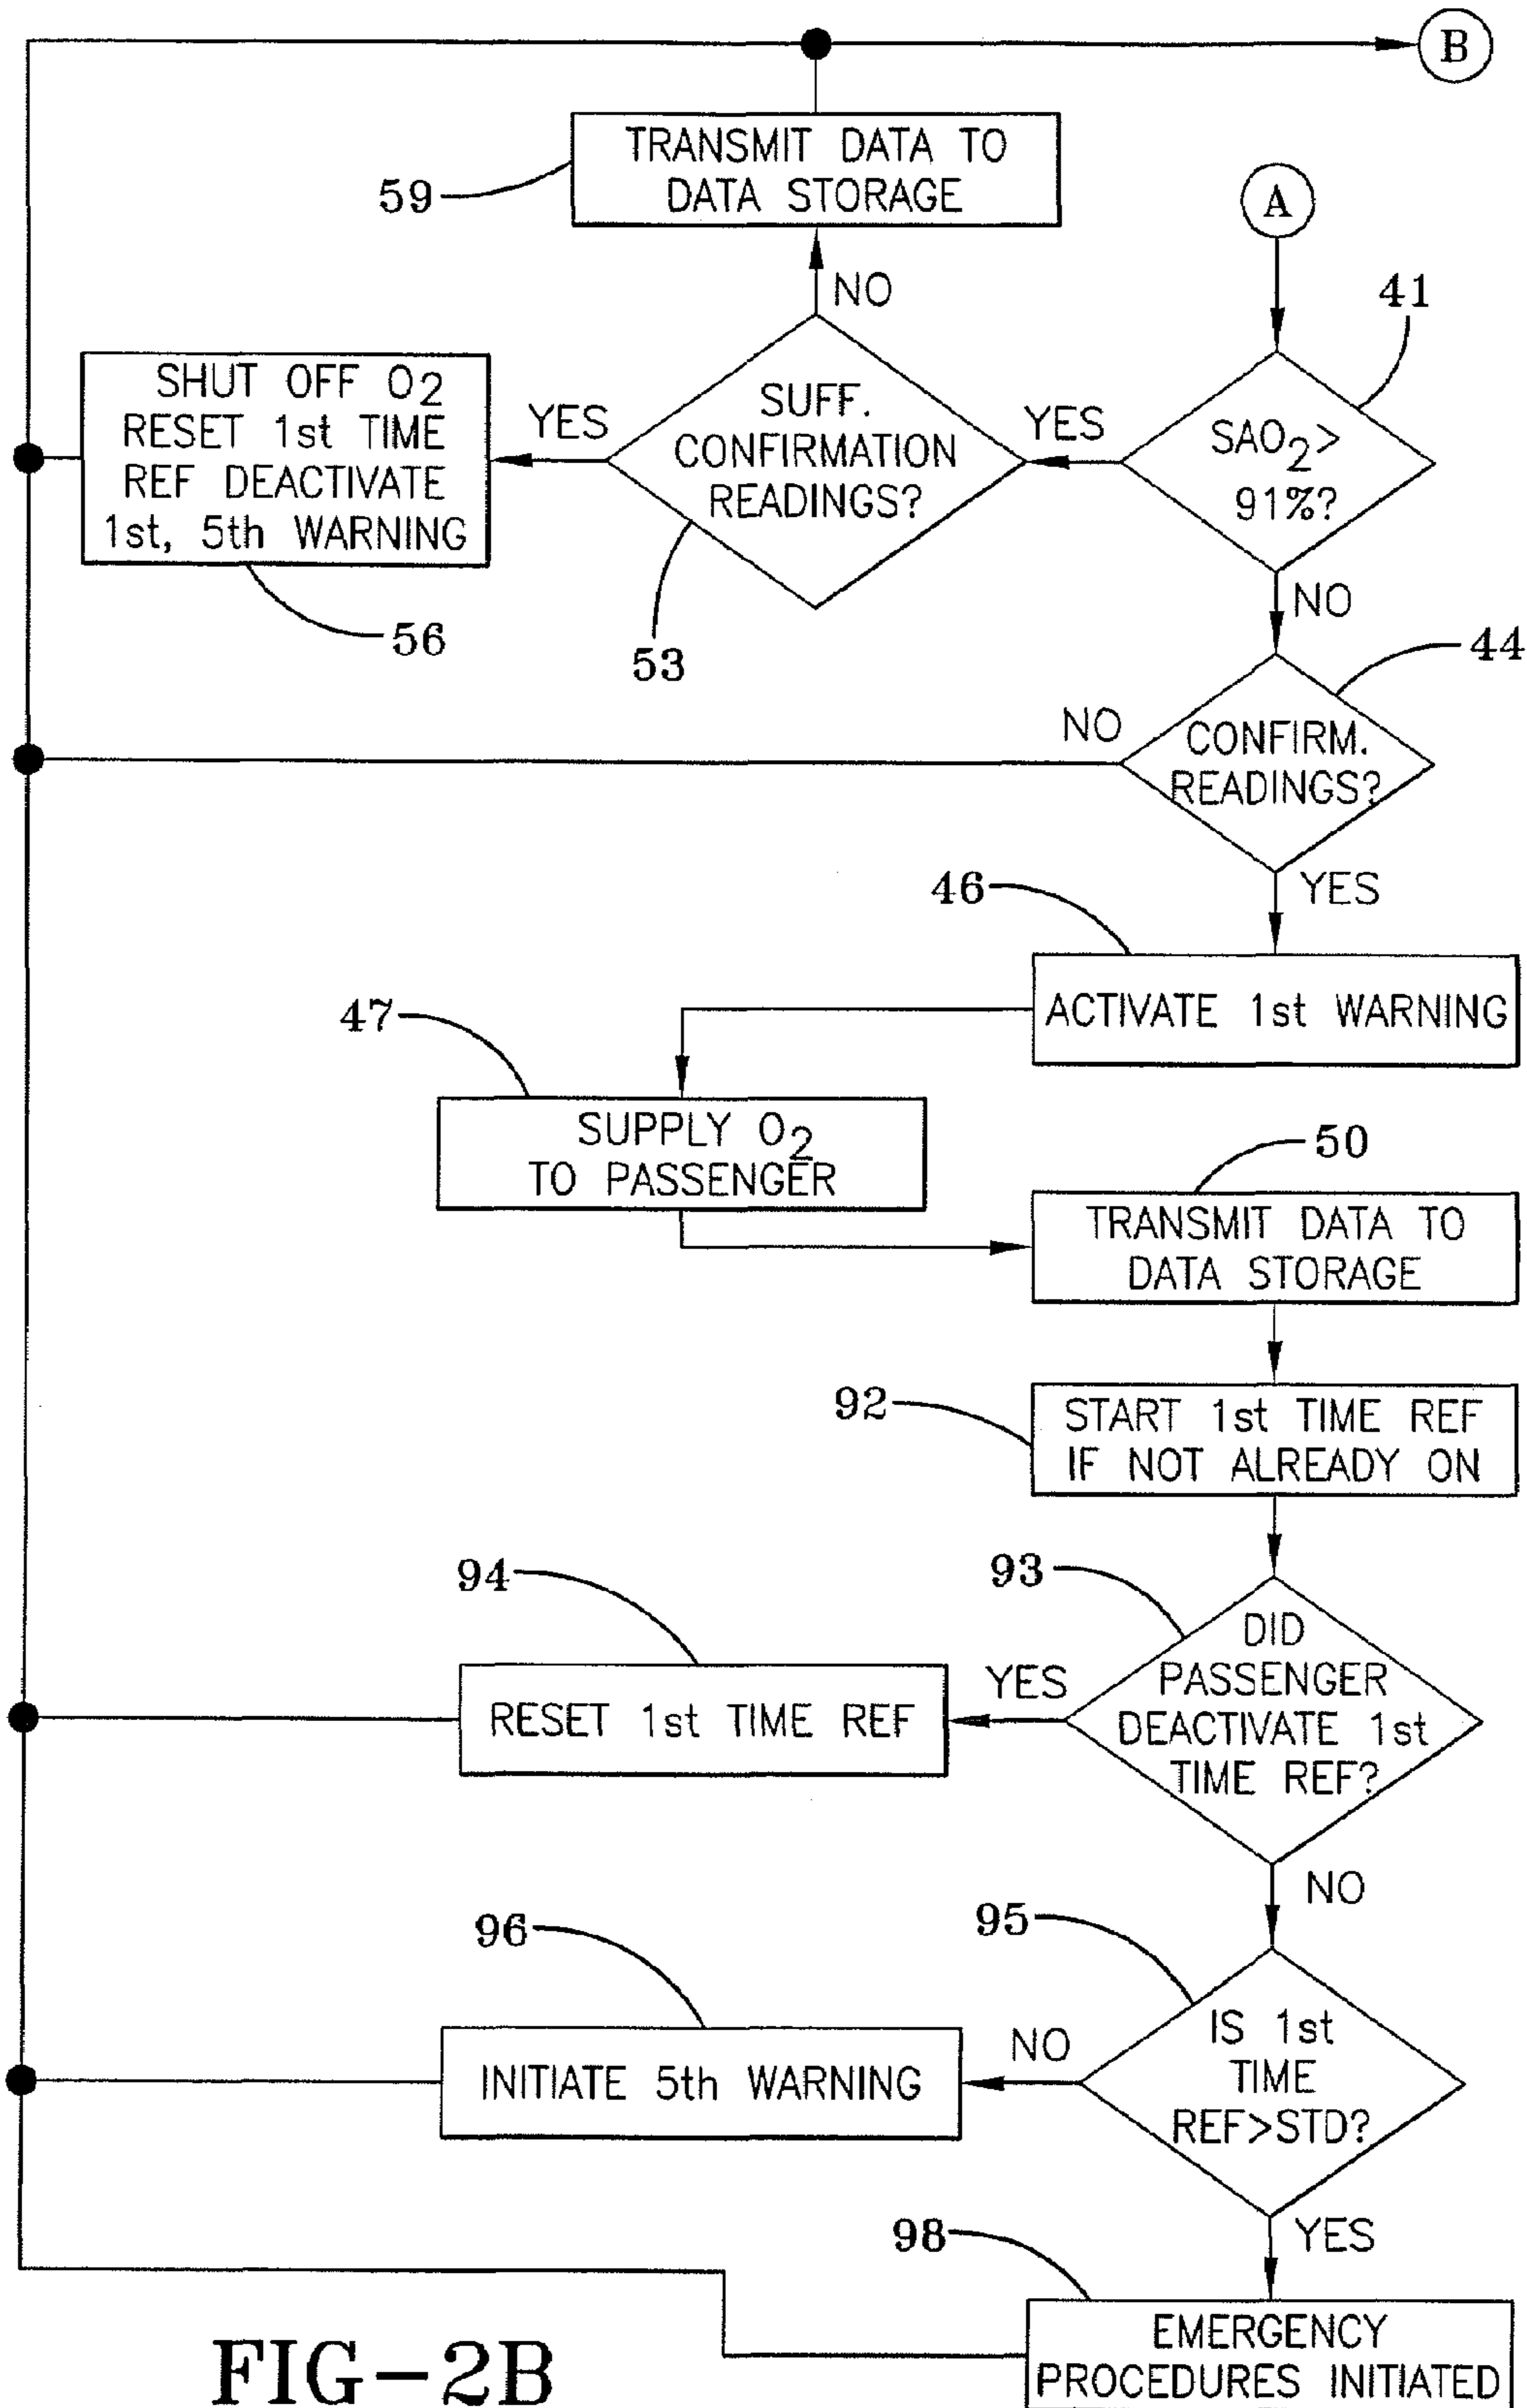 B
TRANSMIT DATA TO
DATA STORAGE
59
A
NO
41
SHUT OFF O2
RESET 1st TIME
REF DEACTIVATE
1st, 5th WARNING
YES
SUFF.
CONFIRMATION
READINGS?
YES
SAO2>
91%?
56
53
NO
44
NO
CONFIRM.
READINGS?
46
YES
ACTIVATE 1st WARNING
47
SUPPLY O2
TO PASSENGER
50
TRANSMIT DATA TO
DATA STORAGE
92
START 1st TIME REF
IF NOT ALREADY ON
94
93
RESET 1st TIME REF
YES
DID
PASSENGER
DEACTIVATE 1st
TIME REF?
NO
96
95
INITIATE 5th WARNING
NO
IS 1st
TIME
REF>STD?
YES
98
EMERGENCY
PROCEDURES INITIATED
FIG-2B